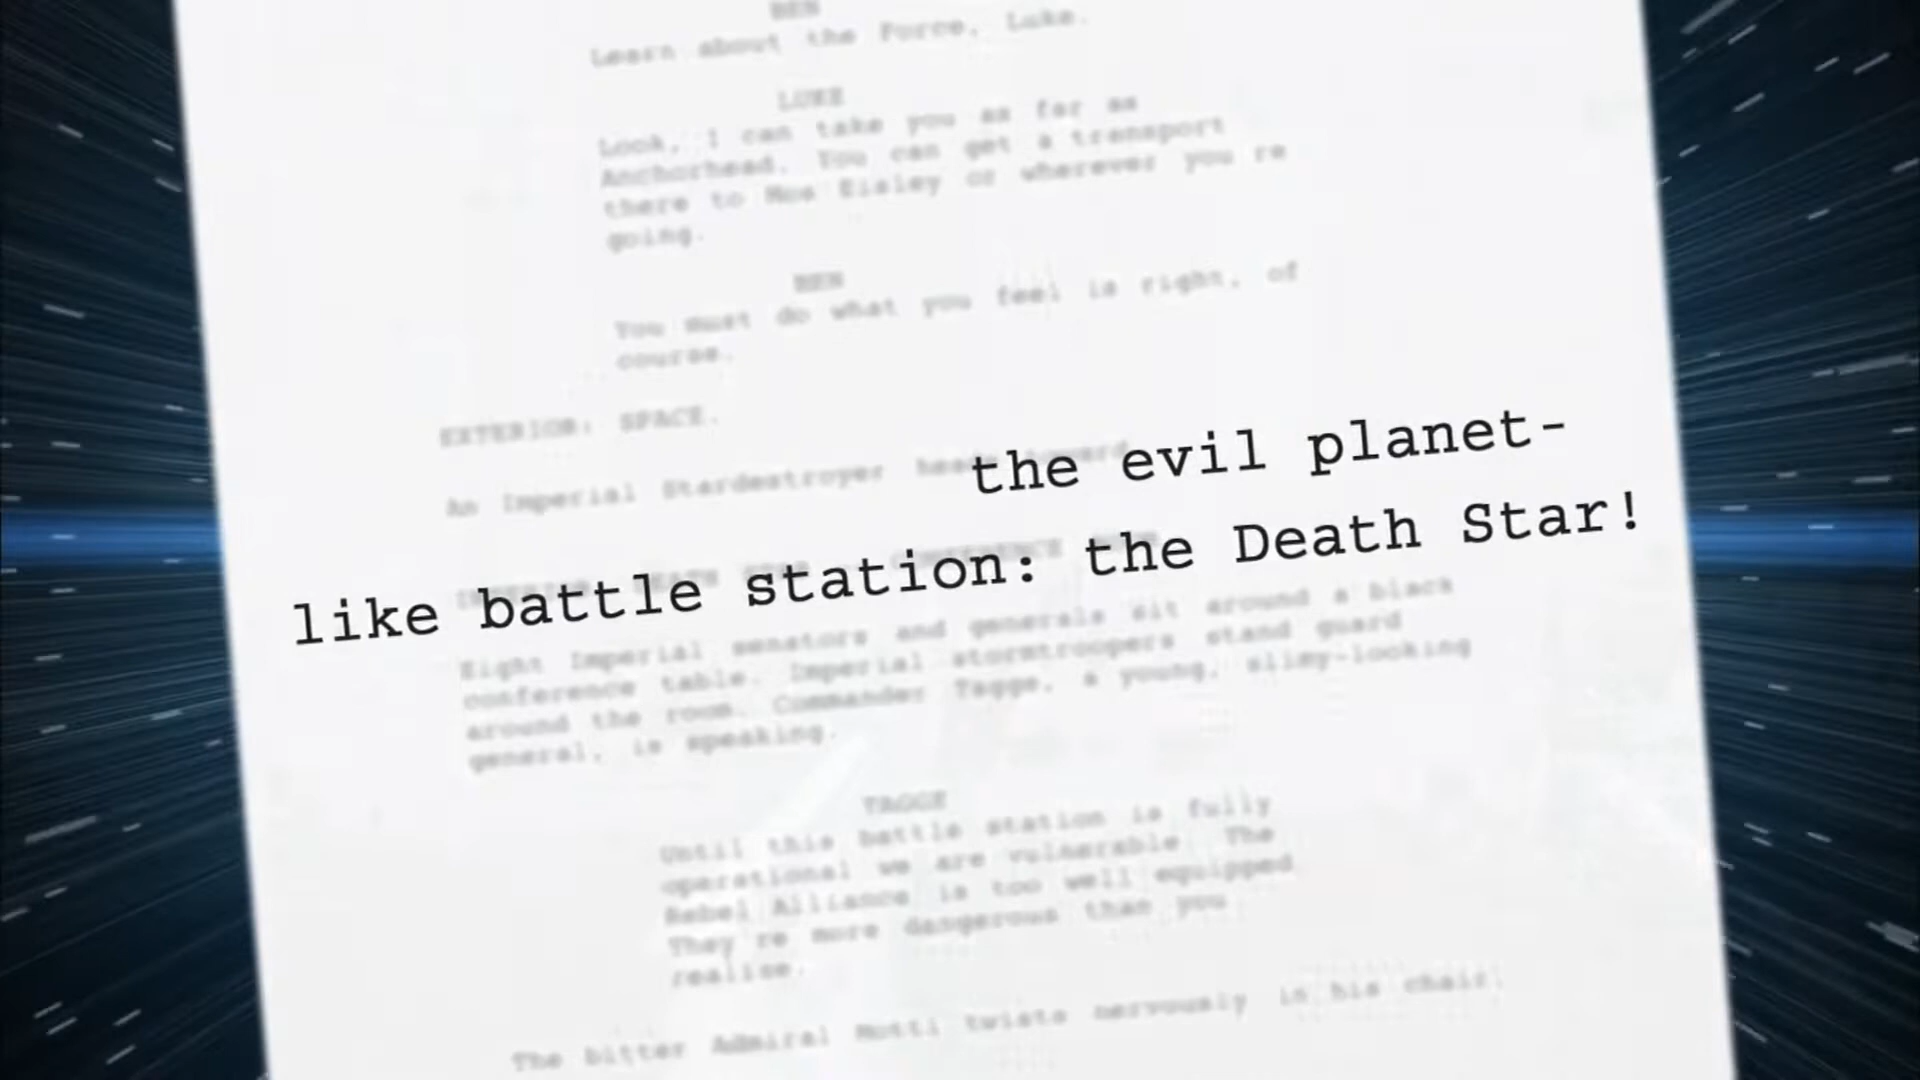 BEN
Learn about the Force, Luke.
LUKE
Look, I can take you as far as
Anchorhead. You can get a transport
there to Mos Eisley or wherever you re
going.
BEN
You must do what you feel is right, of
course.
EXTERIOR: SPACE.
An Imperial Stardestroyer heads toward
the evil planet-
like battle station: the Death Star!
Eight Imperial senators and generals sit around a black
conference table. Imperial stormtroopers stand guard
around the room. Commander Tagge, a young, slimy-looking
general, is speaking.
TAGGE
Until this battle station is fully
operational we are vulnerable The
Rebel Alliance is too well equipped
They re more dangerous than you
realize.
The bitter Admiral Motti twists nervously in his chair.